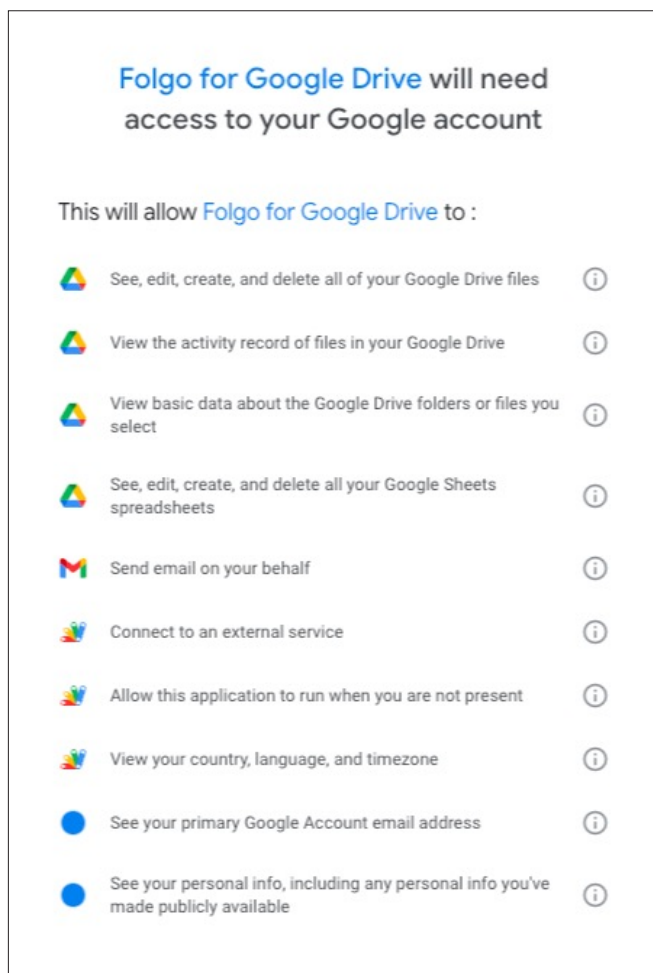 Folgo for Google Drive will need
access to your Google account
This will allow Folgo for Google Drive to :
See, edit, create, and delete all of your Google Drive files
View the activity record of files in your Google Drive
View basic data about the Google Drive folders or files you
select
See, edit, create, and delete all your Google Sheets
spreadsheets
Send email on your behalf
Connect to an external service
Allow this application to run when you are not present
View your country, language, and timezone
See your primary Google Account email address
See your personal info, including any personal info you've
made publicly available